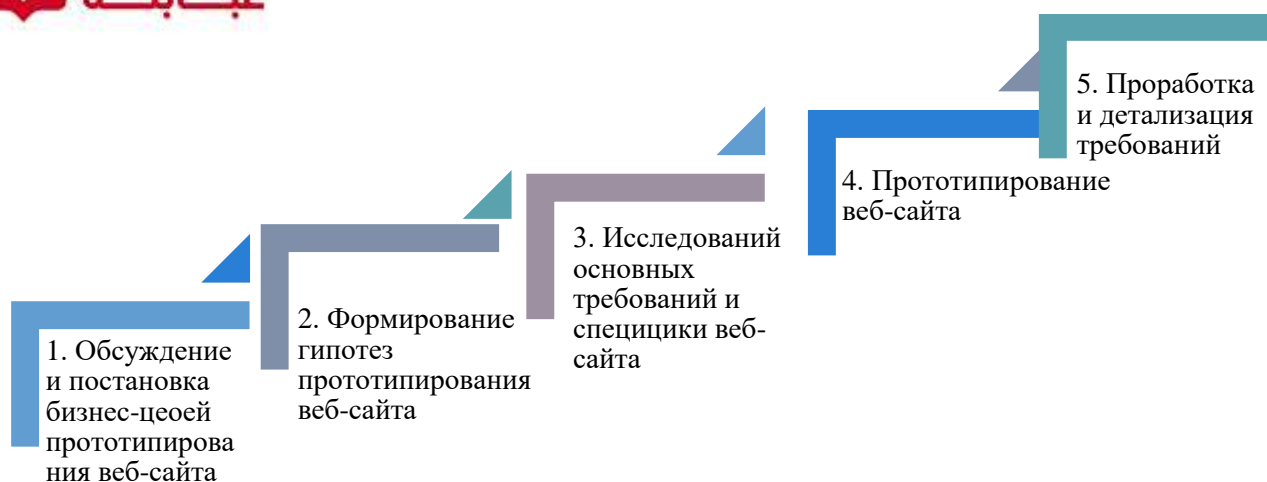 1. Обсуждение
и постановка
бизнес-цеоей
прототипирова
ния веб-сайта
2. Формирование
гипотез
прототипирования
веб-сайта
3. Исследований
основных
требований и
специцики веб-
сайта
4. Прототипирование
веб-сайта
5. Проработка
и детализация
требований